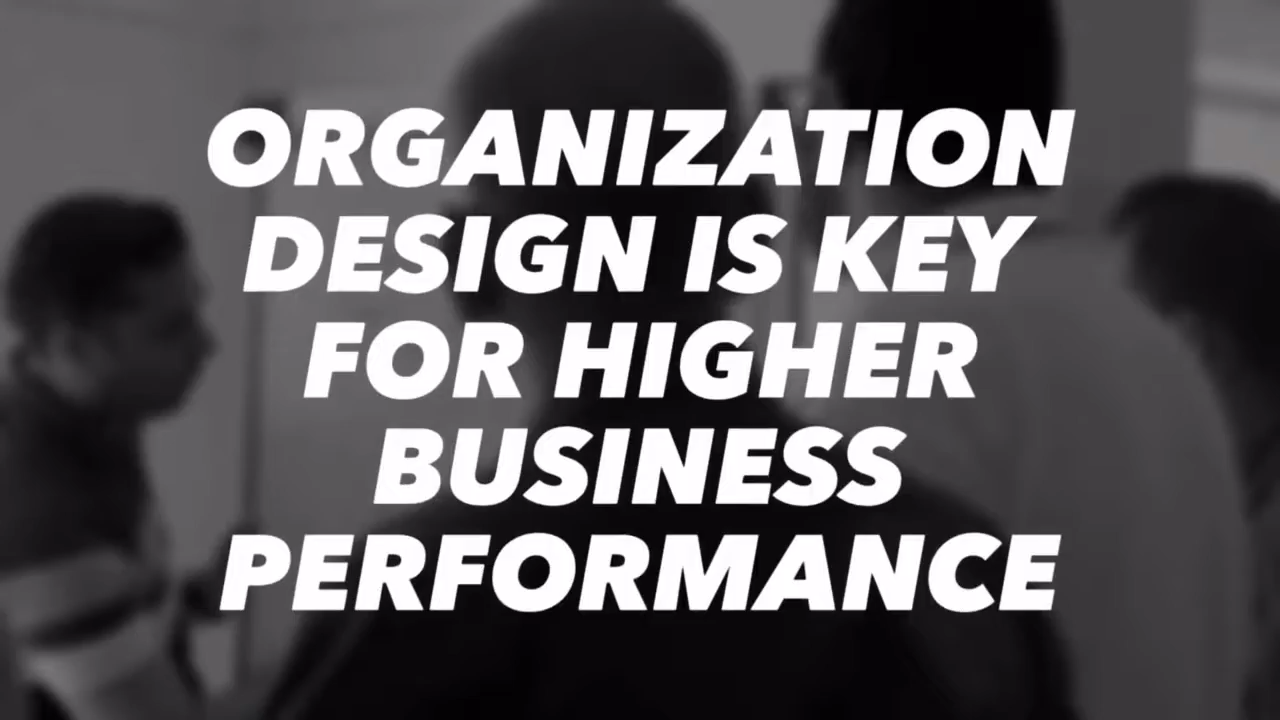 ORGANIZATION
DESIGN IS KEY
FOR HIGHER
BUSINESS
PERFORMANCE